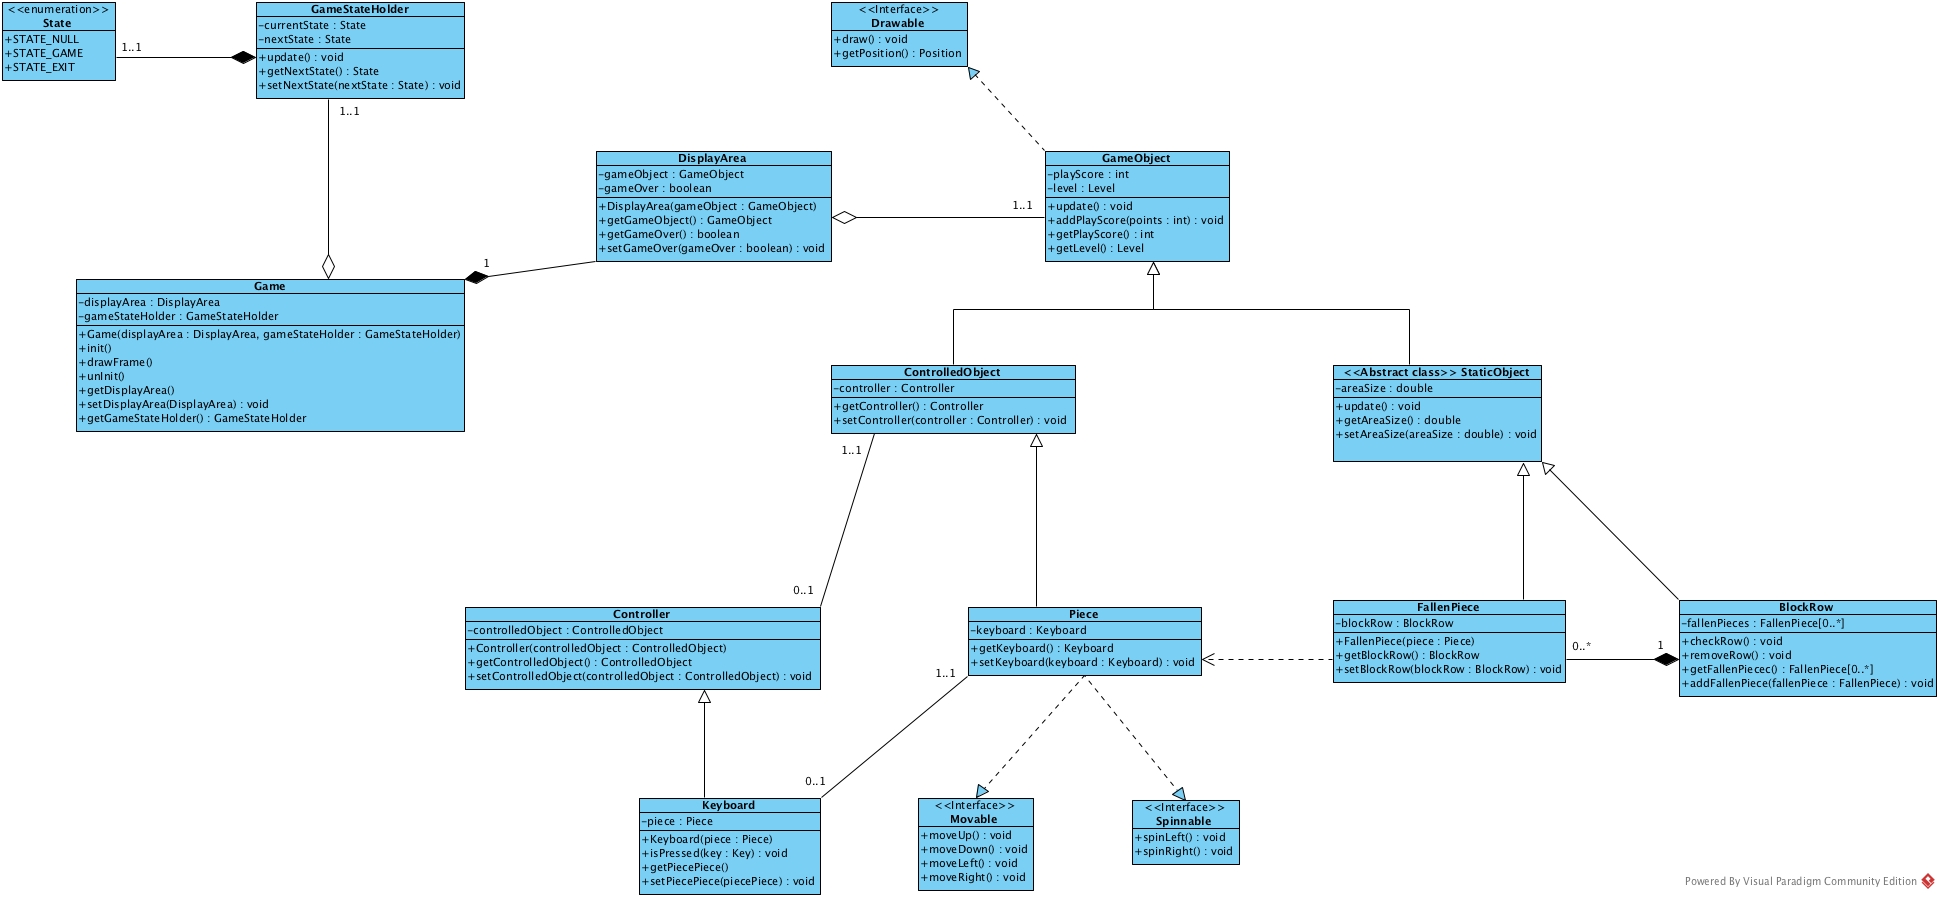 <<enumeration>>
State
+STATE_NULL
+STATE_GAME
+STATE_EXIT
1..1
GameStateHolder
-currentState : State
-nextState : State
+update() : void
+getNextState() : State
+setNextState(nextState : State) : void
1..1
<<Interface>>
Drawable
+draw() : void
+getPosition() : Position
DisplayArea
-gameObject : GameObject
-gameOver : boolean
+DisplayArea(gameObject : GameObject)
+getGameObject() : GameObject
+getGameOver() : boolean
+setGameOver(gameOver : boolean) : void
1..1
GameObject
-playScore : int
-level : Level
+update() : void
+addPlayScore(points : int) : void
+getPlayScore() : int
+getLevel() : Level
1
Game
-displayArea : DisplayArea
-gameStateHolder : GameStateHolder
+Game(displayArea : DisplayArea, gameStateHolder : GameStateHolder)
+init()
+drawFrame()
+unInit()
+getDisplayArea()
+setDisplayArea(DisplayArea) : void
+getGameStateHolder() : GameStateHolder
ControlledObject
-controller : Controller
+getController() : Controller
+setController(controller : Controller) : void
1..1
<<Abstract class>> StaticObject
-areaSize : double
+update() : void
+getAreaSize() : double
+setAreaSize(areaSize : double) : void
0..1
Controller
-controlledObject : ControlledObject
+Controller(controlledObject : ControlledObject)
+getControlledObject() : ControlledObject
+setControlledObject(controlledObject : ControlledObject) : void
Piece
-keyboard : Keyboard
+getKeyboard() : Keyboard
+setKeyboard(keyboard : Keyboard) : void
1..1
FallenPiece
-blockRow : BlockRow
+FallenPiece(piece : Piece)
+getBlockRow() : BlockRow
+setBlockRow(blockRow : BlockRow) : void
0..*
1
BlockRow
-fallenPieces : FallenPiece[0..*]
+checkRow() : void
+removeRow() : void
+getFallenPiecec() : FallenPiece[0..*]
+addFallenPiece(fallenPiece : FallenPiece) : void
0..1
Keyboard
-piece : Piece
+Keyboard(piece : Piece)
+isPressed(key : Key) : void
+getPiecePiece()
+setPiecePiece(piecePiece) : void
<<Interface>>
Movable
+moveUp() : void
+moveDown() : void
+moveLeft() : void
+moveRight() : void
<<Interface>>
Spinnable
+spinLeft() : void
+spinRight() : void
Powered By Visual Paradigm Community Edition